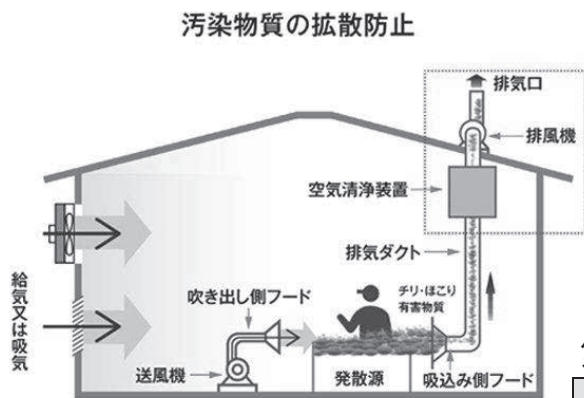 汚染物質の拡散防止
排気口
排風機
空気清浄装置
排気ダクト
給気又は吸気
吹き出し側フード
チリ・ほこり
有害物質
送風機
発散源
吸込み側フード